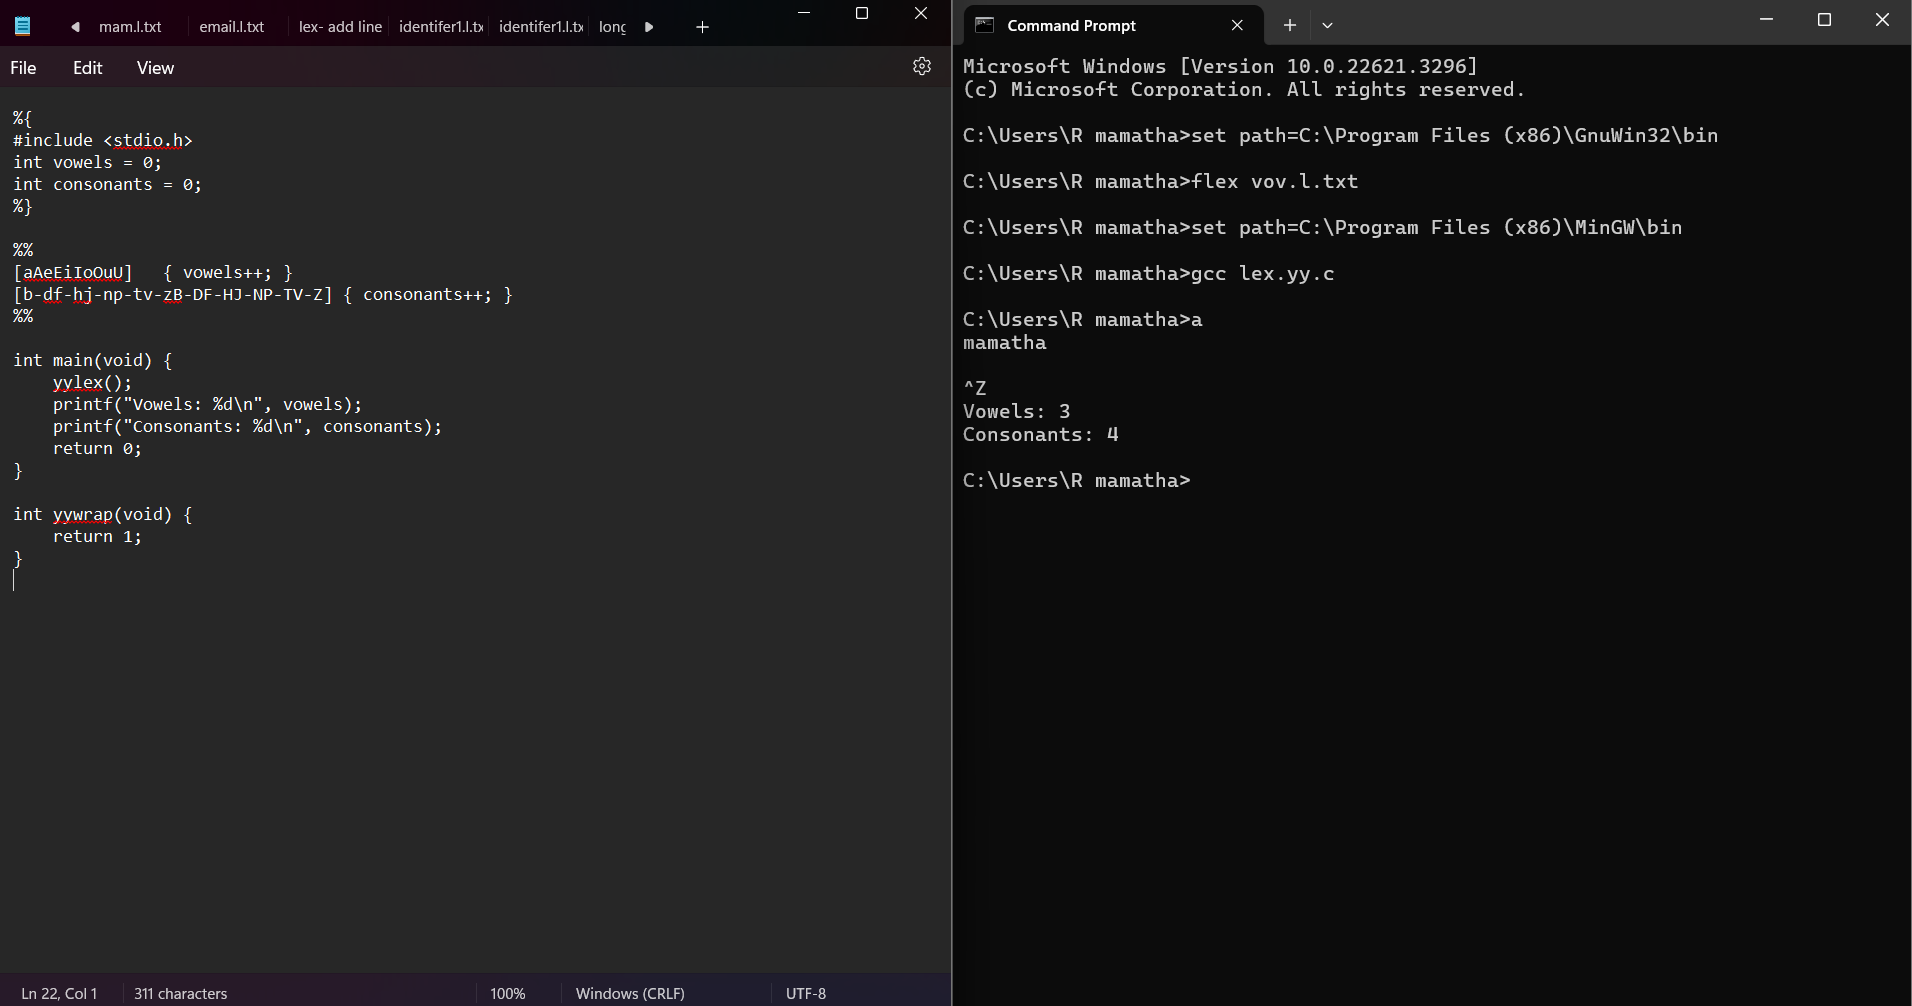 mam.l.txt email.l.txt lex- add line identifer1.l.tx identifer1.l.tx long
File Edit View
%{
#include <stdio.h>
int vowels = 0;
int consonants = 0;
%}
%%
[aAeEiIoOuU]   { vowels++; }
[b-df-hj-np-tv-zB-DF-HJ-NP-TV-Z] { consonants++; }
%%
int main(void) {
    yylex();
    printf("Vowels: %d\n", vowels);
    printf("Consonants: %d\n", consonants);
    return 0;
}
int yywrap(void) {
    return 1;
}
Ln 22, Col 1 311 characters 100% Windows (CRLF) UTF-8
Command Prompt
Microsoft Windows [Version 10.0.22621.3296]
(c) Microsoft Corporation. All rights reserved.
C:\Users\R mamatha>set path=C:\Program Files (x86)\GnuWin32\bin
C:\Users\R mamatha>flex vov.l.txt
C:\Users\R mamatha>set path=C:\Program Files (x86)\MinGW\bin
C:\Users\R mamatha>gcc lex.yy.c
C:\Users\R mamatha>a
mamatha
^Z
Vowels: 3
Consonants: 4
C:\Users\R mamatha>